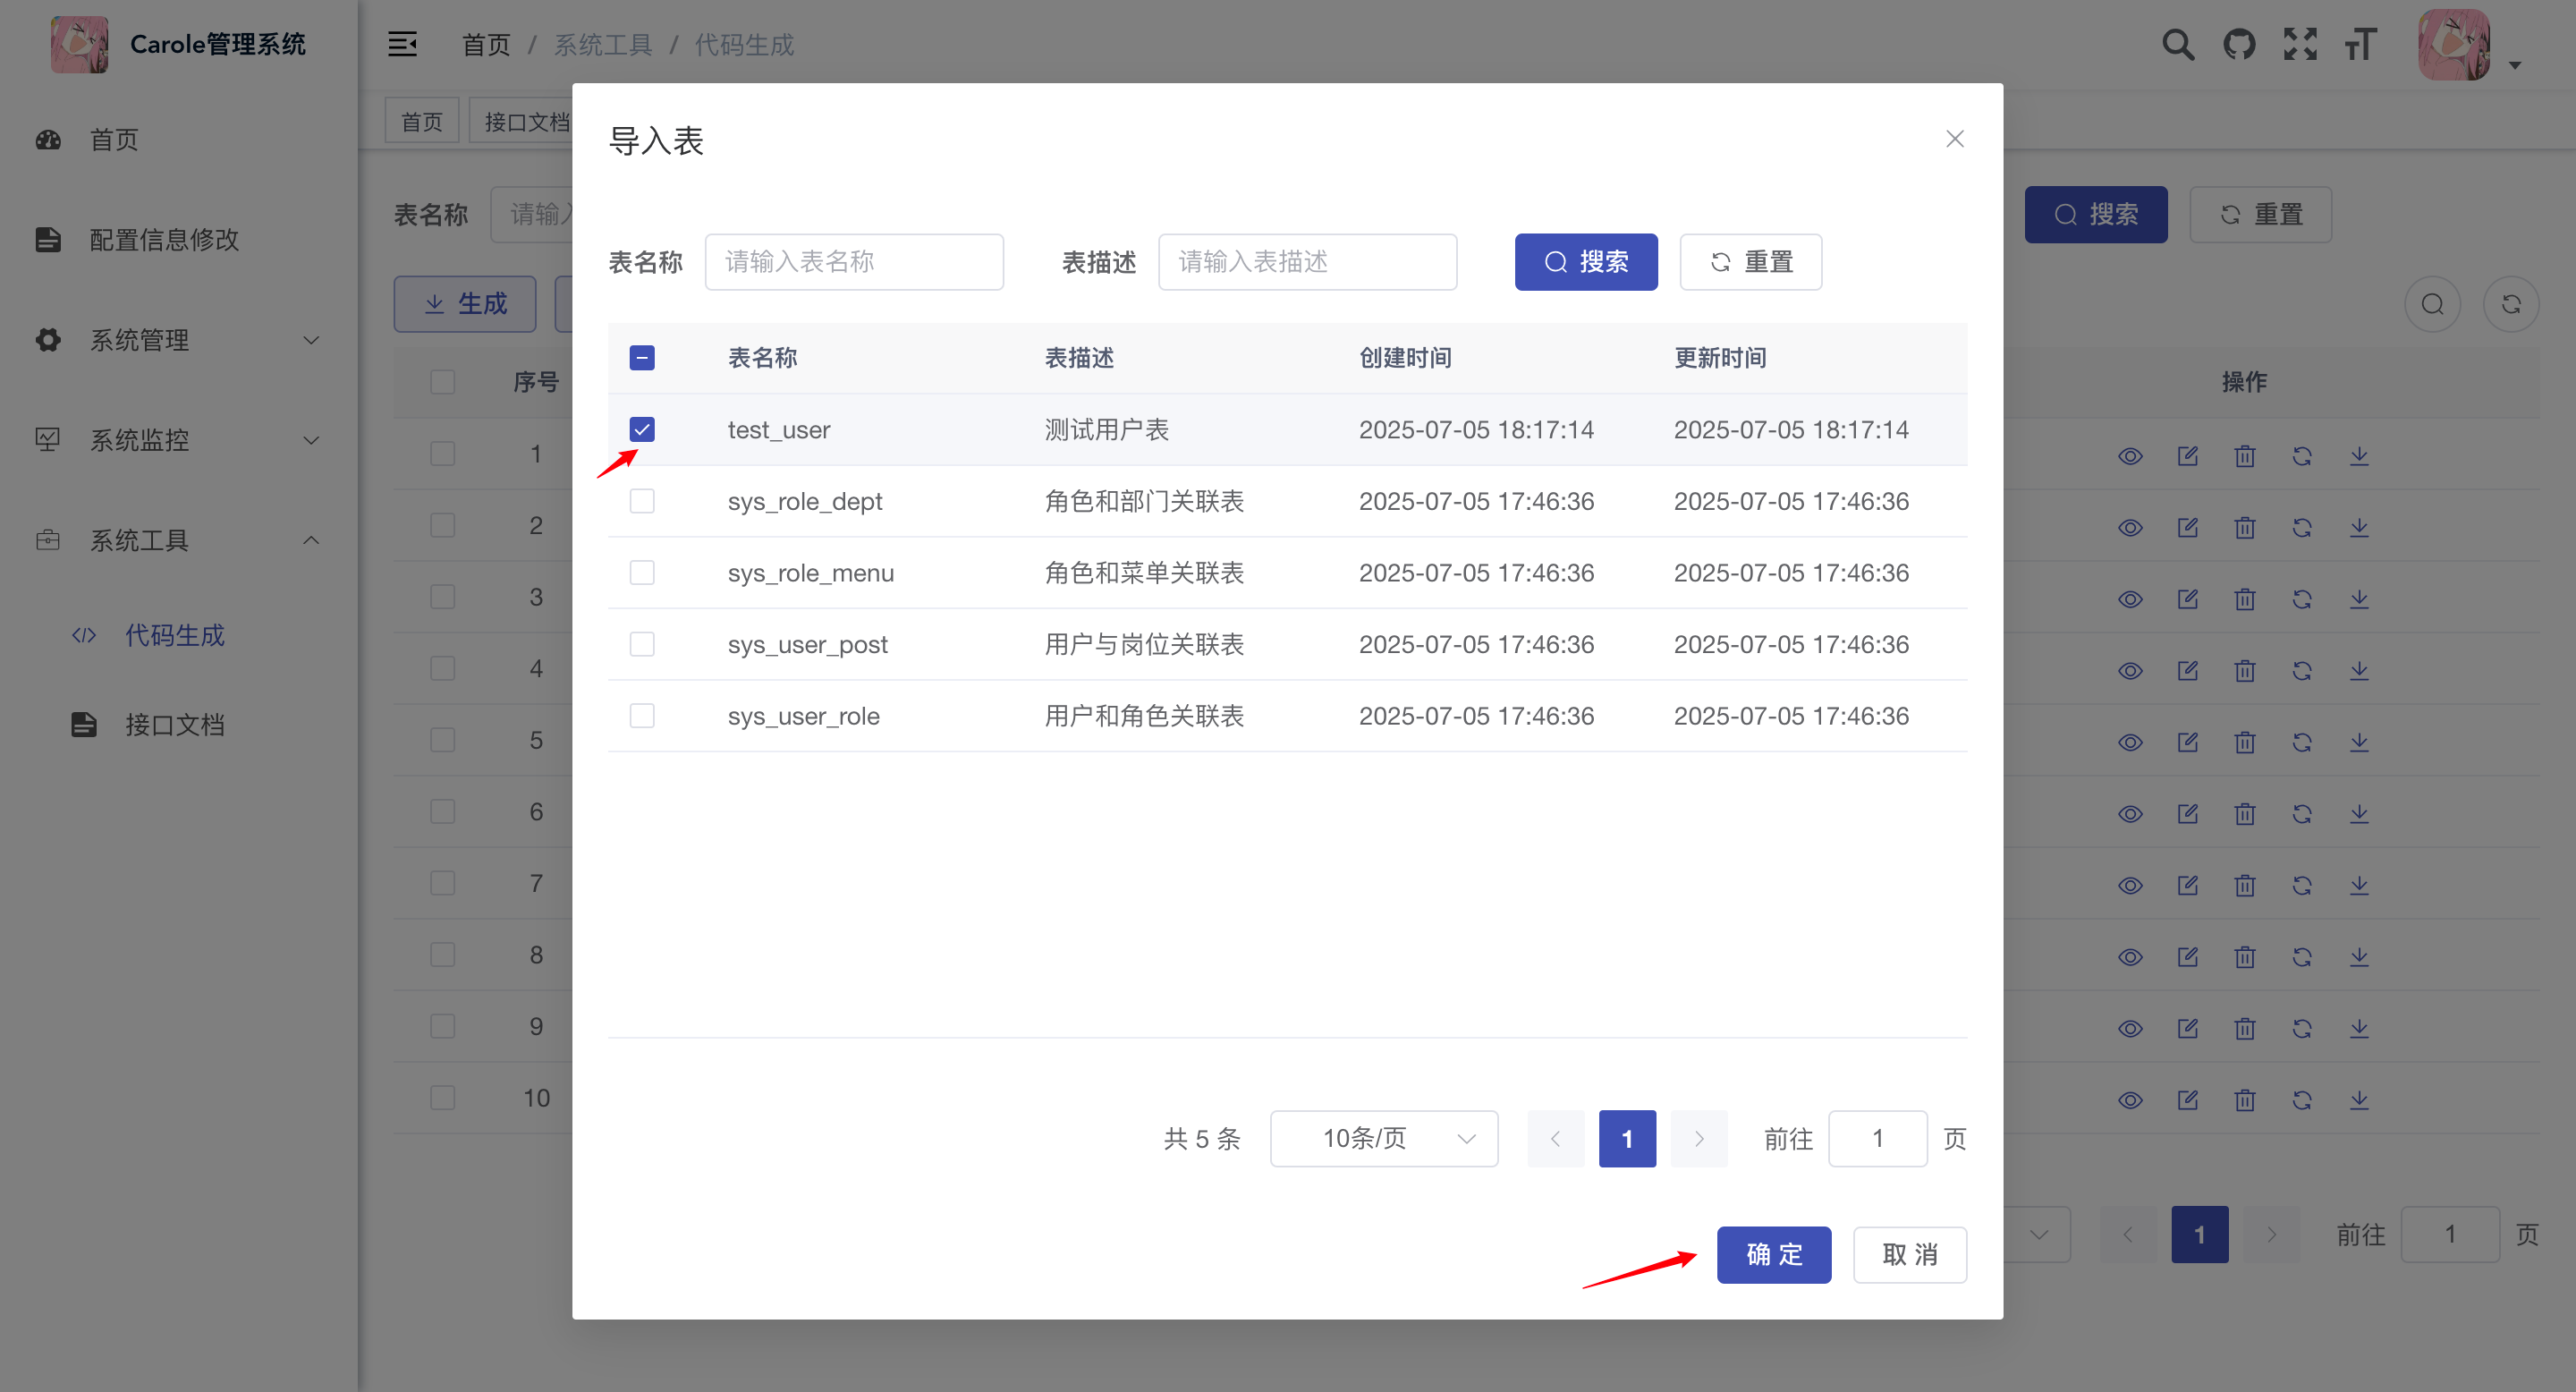 Carole管理系统
首页 / 系统工具 / 代码生成
首页
接口文档
首页
配置信息修改
系统管理
系统监控
系统工具
代码生成
接口文档
表名称 请输入
搜索 重置
生成
序号 操作
1
2
3
4
5
6
7
8
9
10
前往 1 页
1
导入表
表名称 请输入表名称 表描述 请输入表描述 搜索 重置
表名称 表描述 创建时间 更新时间
test_user 测试用户表 2025-07-05 18:17:14 2025-07-05 18:17:14
sys_role_dept 角色和部门关联表 2025-07-05 17:46:36 2025-07-05 17:46:36
sys_role_menu 角色和菜单关联表 2025-07-05 17:46:36 2025-07-05 17:46:36
sys_user_post 用户与岗位关联表 2025-07-05 17:46:36 2025-07-05 17:46:36
sys_user_role 用户和角色关联表 2025-07-05 17:46:36 2025-07-05 17:46:36
共 5 条 10条/页 1 前往 1 页
确 定 取 消